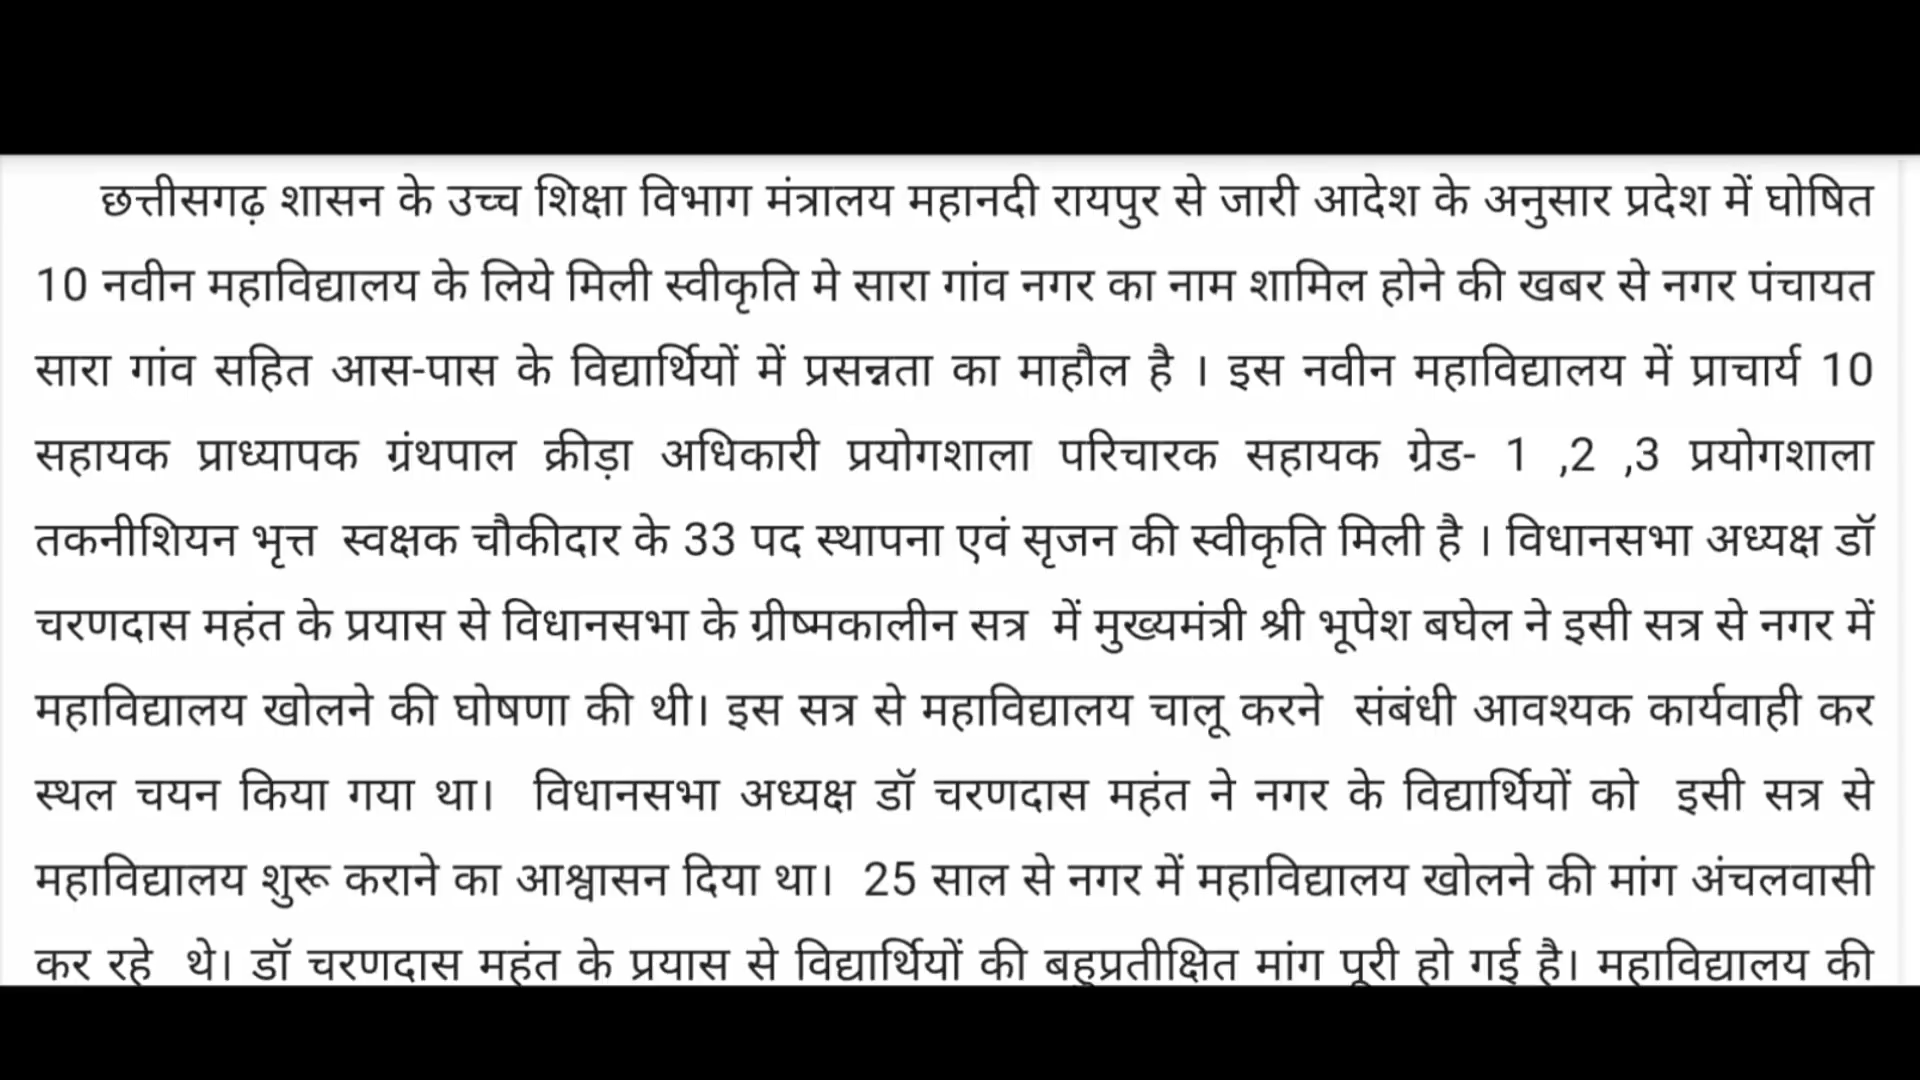 छत्तीसगढ़ शासन के उच्च शिक्षा विभाग मंत्रालय महानदी रायपुर से जारी आदेश के अनुसार प्रदेश में घोषित
10 नवीन महाविद्यालय के लिये मिली स्वीकृति मे सारा गांव नगर का नाम शामिल होने की खबर से नगर पंचायत
सारा गांव सहित आस-पास के विद्यार्थियों में प्रसन्नता का माहौल है । इस नवीन महाविद्यालय में प्राचार्य 10
सहायक प्राध्यापक ग्रंथपाल क्रीड़ा अधिकारी प्रयोगशाला परिचारक सहायक ग्रेड- 1 ,2 ,3 प्रयोगशाला
तकनीशियन भृत्त स्वक्षक चौकीदार के 33 पद स्थापना एवं सृजन की स्वीकृति मिली है । विधानसभा अध्यक्ष डॉ
चरणदास महंत के प्रयास से विधानसभा के ग्रीष्मकालीन सत्र में मुख्यमंत्री श्री भूपेश बघेल ने इसी सत्र से नगर में
महाविद्यालय खोलने की घोषणा की थी। इस सत्र से महाविद्यालय चालू करने संबंधी आवश्यक कार्यवाही कर
स्थल चयन किया गया था। विधानसभा अध्यक्ष डॉ चरणदास महंत ने नगर के विद्यार्थियों को इसी सत्र से
महाविद्यालय शुरू कराने का आश्वासन दिया था। 25 साल से नगर में महाविद्यालय खोलने की मांग अंचलवासी
कर रहे थे। डॉ चरणदास महंत के प्रयास से विद्यार्थियों की बहुप्रतीक्षित मांग पूरी हो गई है। महाविद्यालय की